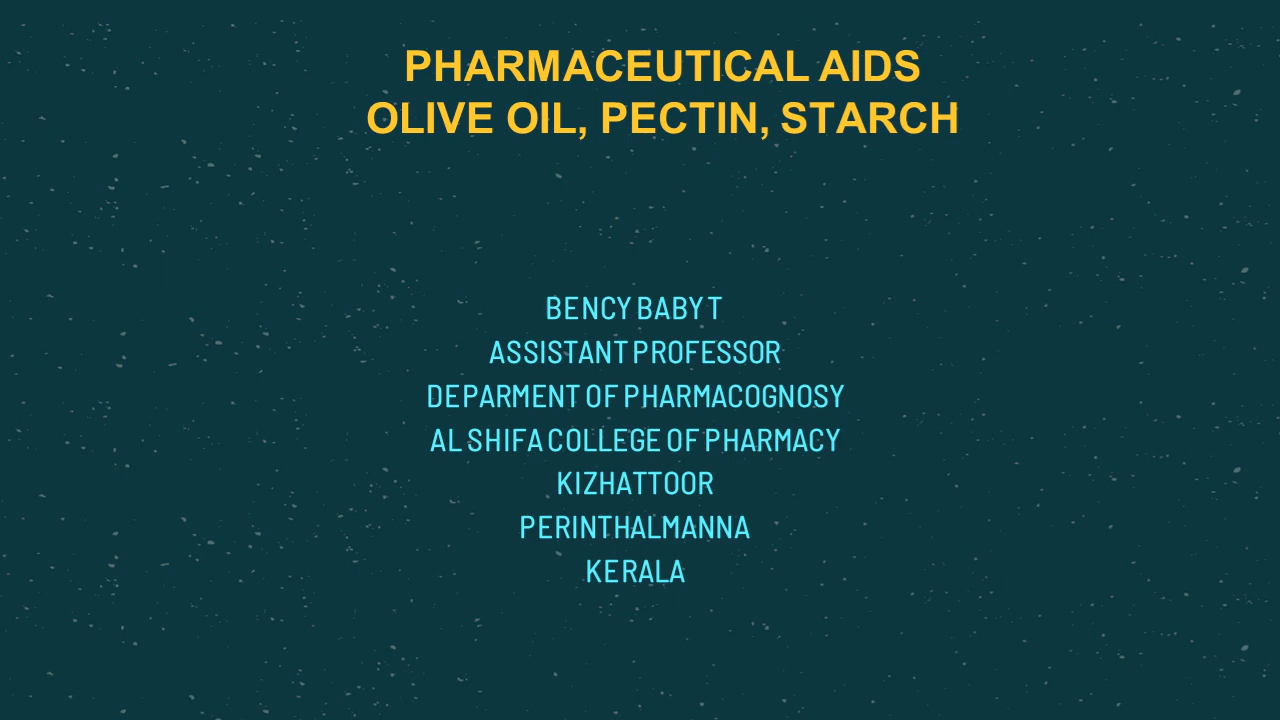 PHARMACEUTICAL AIDS
OLIVE OIL, PECTIN, STARCH
BENCY BABY T
ASSISTANT PROFESSOR
DEPARMENT OF PHARMACOGNOSY
AL SHIFA COLLEGE OF PHARMACY
KIZHATTOOR
PERINTHALMANNA
KERALA